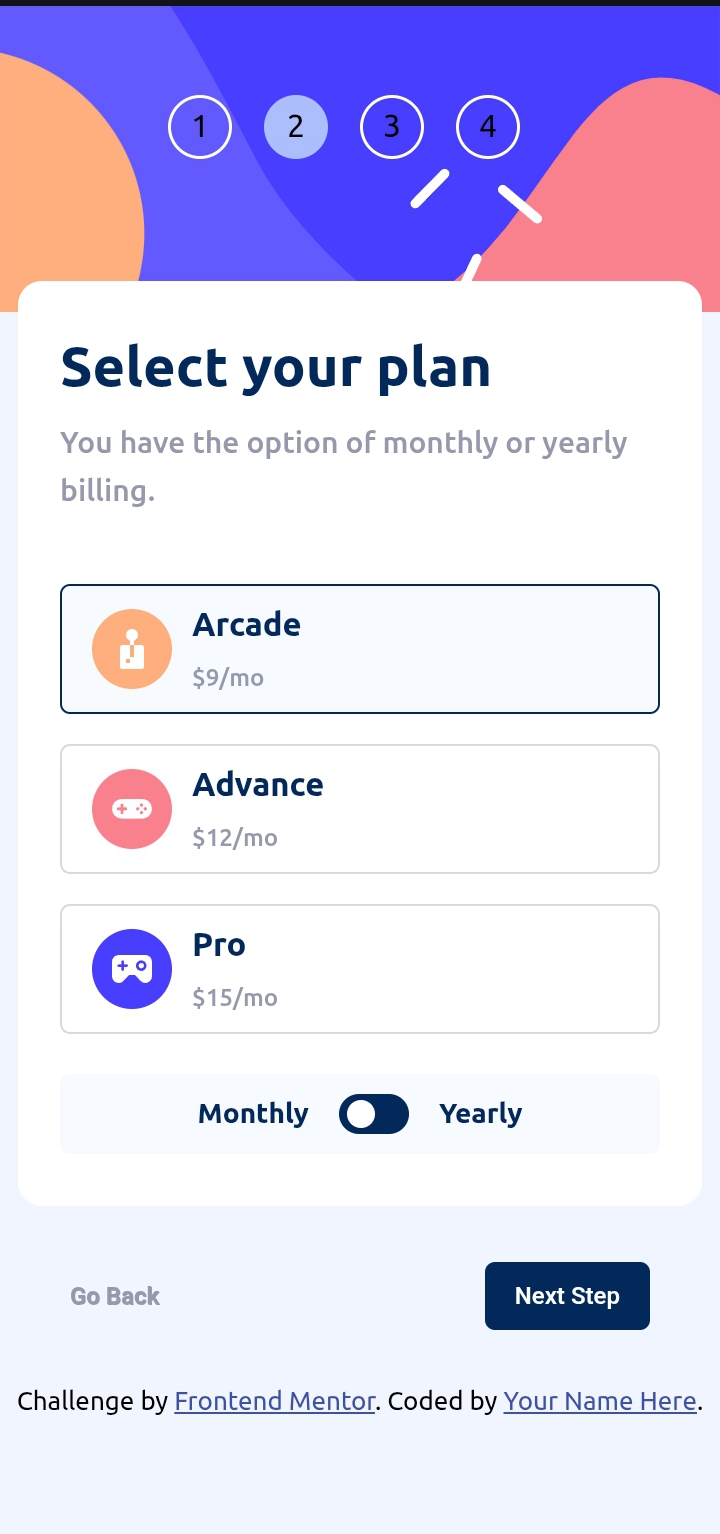 1 2 3 4
Select your plan
You have the option of monthly or yearly
billing.
Arcade
$9/mo
Advance
$12/mo
Pro
$15/mo
Monthly Yearly
Go Back Next Step
Challenge by Frontend Mentor. Coded by Your Name Here.